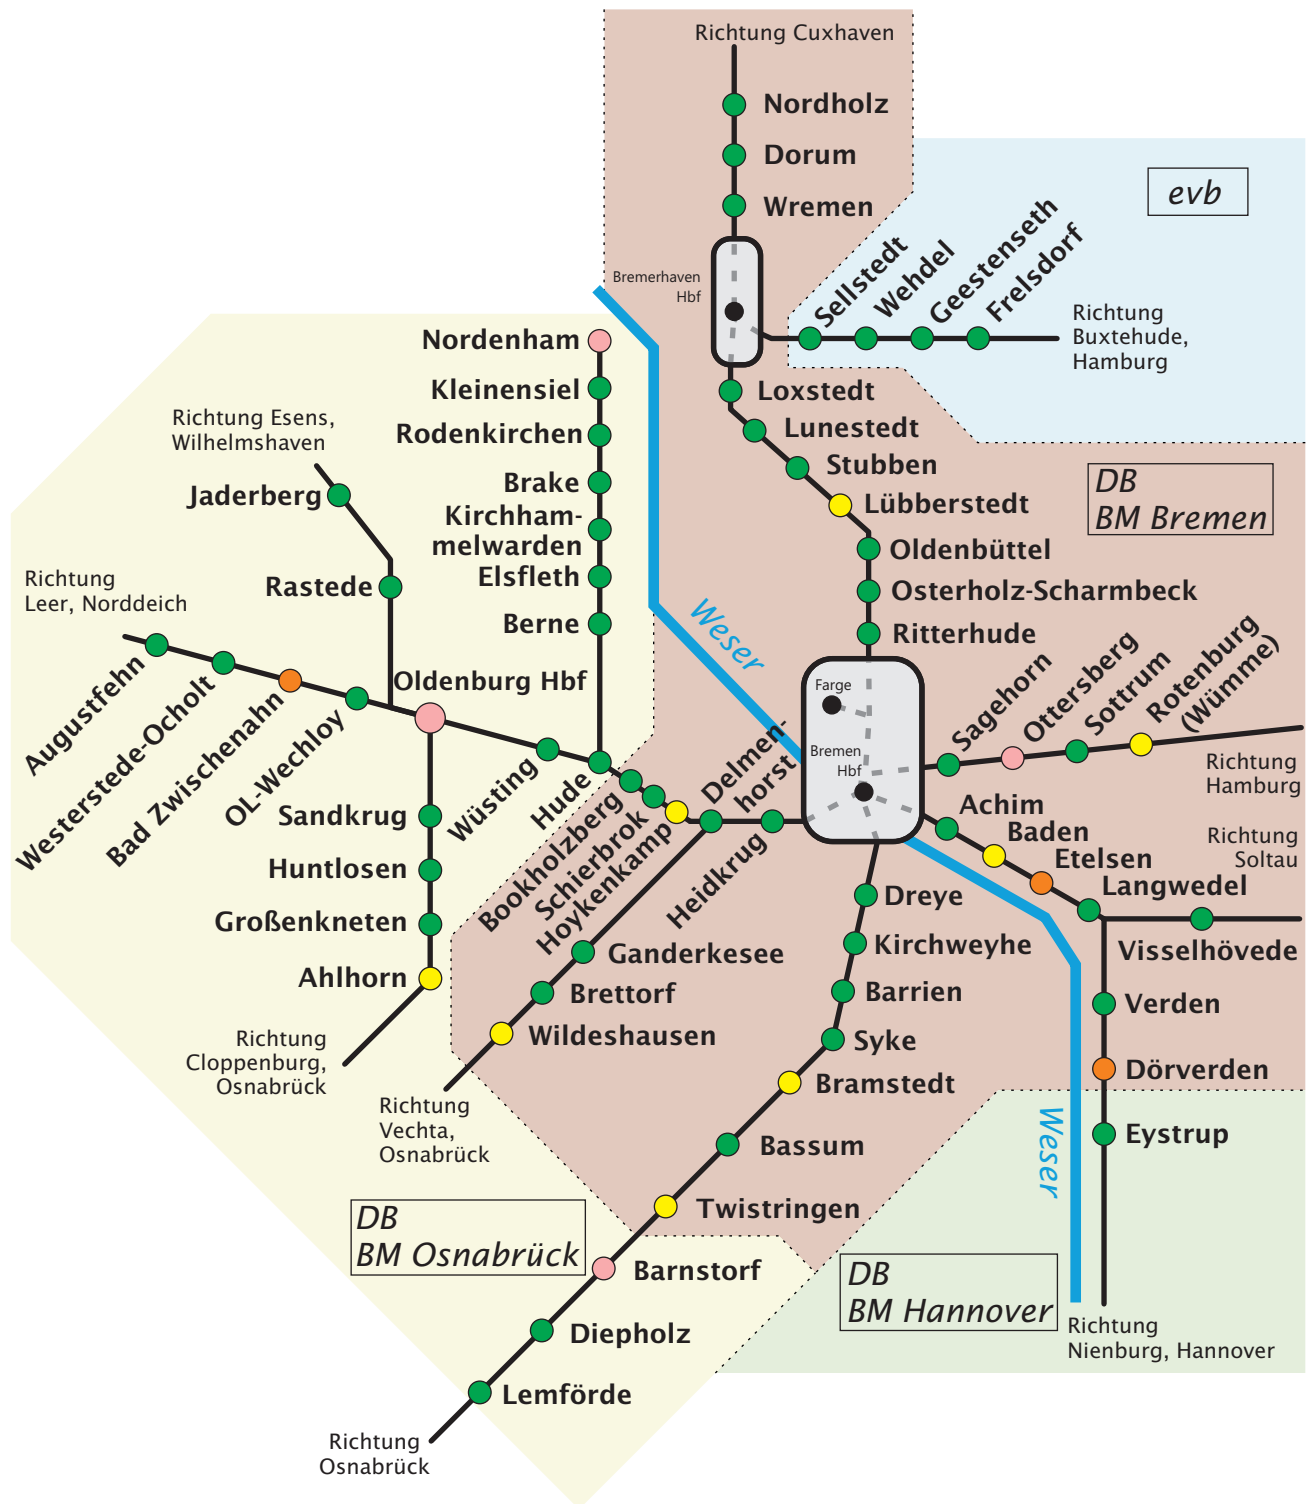 Richtung Cuxhaven
Nordholz
Dorum
Wremen
evb
Bremerhaven
Hbf
Sellstedt
Wehdel
Geestenseth
Frelsdorf
Richtung
Buxtehude,
Hamburg
Nordenham
Kleinensiel
Rodenkirchen
Brake
Kirchham-
melwarden
Elsfleth
Berne
Loxstedt
Lunestedt
Stubben
Lübberstedt
Oldenbüttel
Osterholz-Scharmbeck
Ritterhude
DB
BM Bremen
Richtung Esens,
Wilhelmshaven
Jaderberg
Rastede
Richtung
Leer, Norddeich
Augustfehn
Westerstede-Ocholt
Bad Zwischenahn
OL-Wechloy
Oldenburg Hbf
Wüsting
Hude
Bookholzberg
Schierbrok
Hoykenkamp
Delmen-
horst
Heidkrug
Weser
Farge
Bremen
Hbf
Sagehorn
Ottersberg
Sottrum
Rotenburg
(Wümme)
Richtung
Hamburg
Achim
Baden
Etelsen
Langwedel
Richtung
Soltau
Visselhövede
Verden
Dörverden
Eystrup
Weser
Sandkrug
Huntlosen
Großenkneten
Ahlhorn
Richtung
Cloppenburg,
Osnabrück
Ganderkesee
Brettorf
Wildeshausen
Richtung
Vechta,
Osnabrück
Dreye
Kirchweyhe
Barrien
Syke
Bramstedt
Bassum
Twistringen
Barnstorf
Diepholz
Lemförde
Richtung
Osnabrück
DB
BM Osnabrück
DB
BM Hannover
Richtung
Nienburg, Hannover